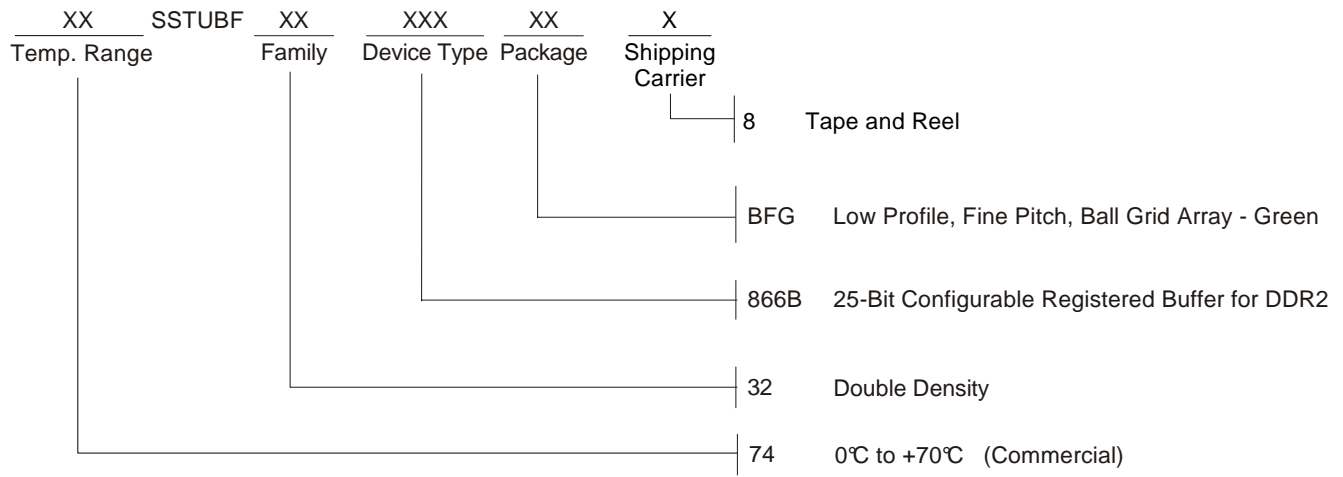 XX SSTUBF XX XXX XX X
Temp. Range Family Device Type Package Shipping
Carrier
8 Tape and Reel
BFG Low Profile, Fine Pitch, Ball Grid Array - Green
866B 25-Bit Configurable Registered Buffer for DDR2
32 Double Density
74 0°C to +70°C (Commercial)